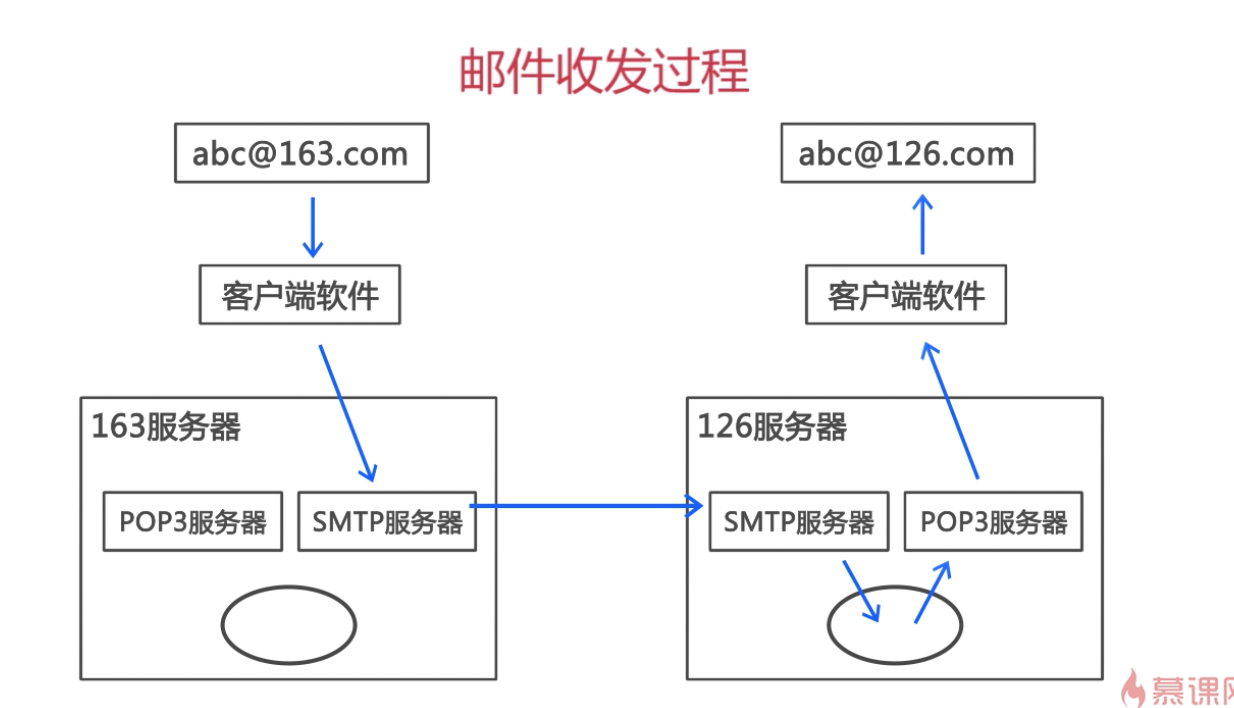 邮件收发过程
abc@163.com
abc@126.com
客户端软件
客户端软件
163服务器
126服务器
POP3服务器
SMTP服务器
SMTP服务器
POP3服务器
慕课网